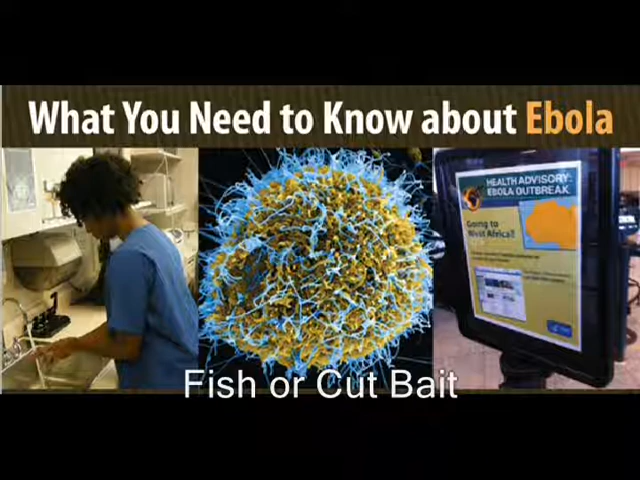 What You Need to Know about Ebola
HEALTH ADVISORY:
EBOLA OUTBREAK
Going to
West Africa?
Fish or Cut Bait